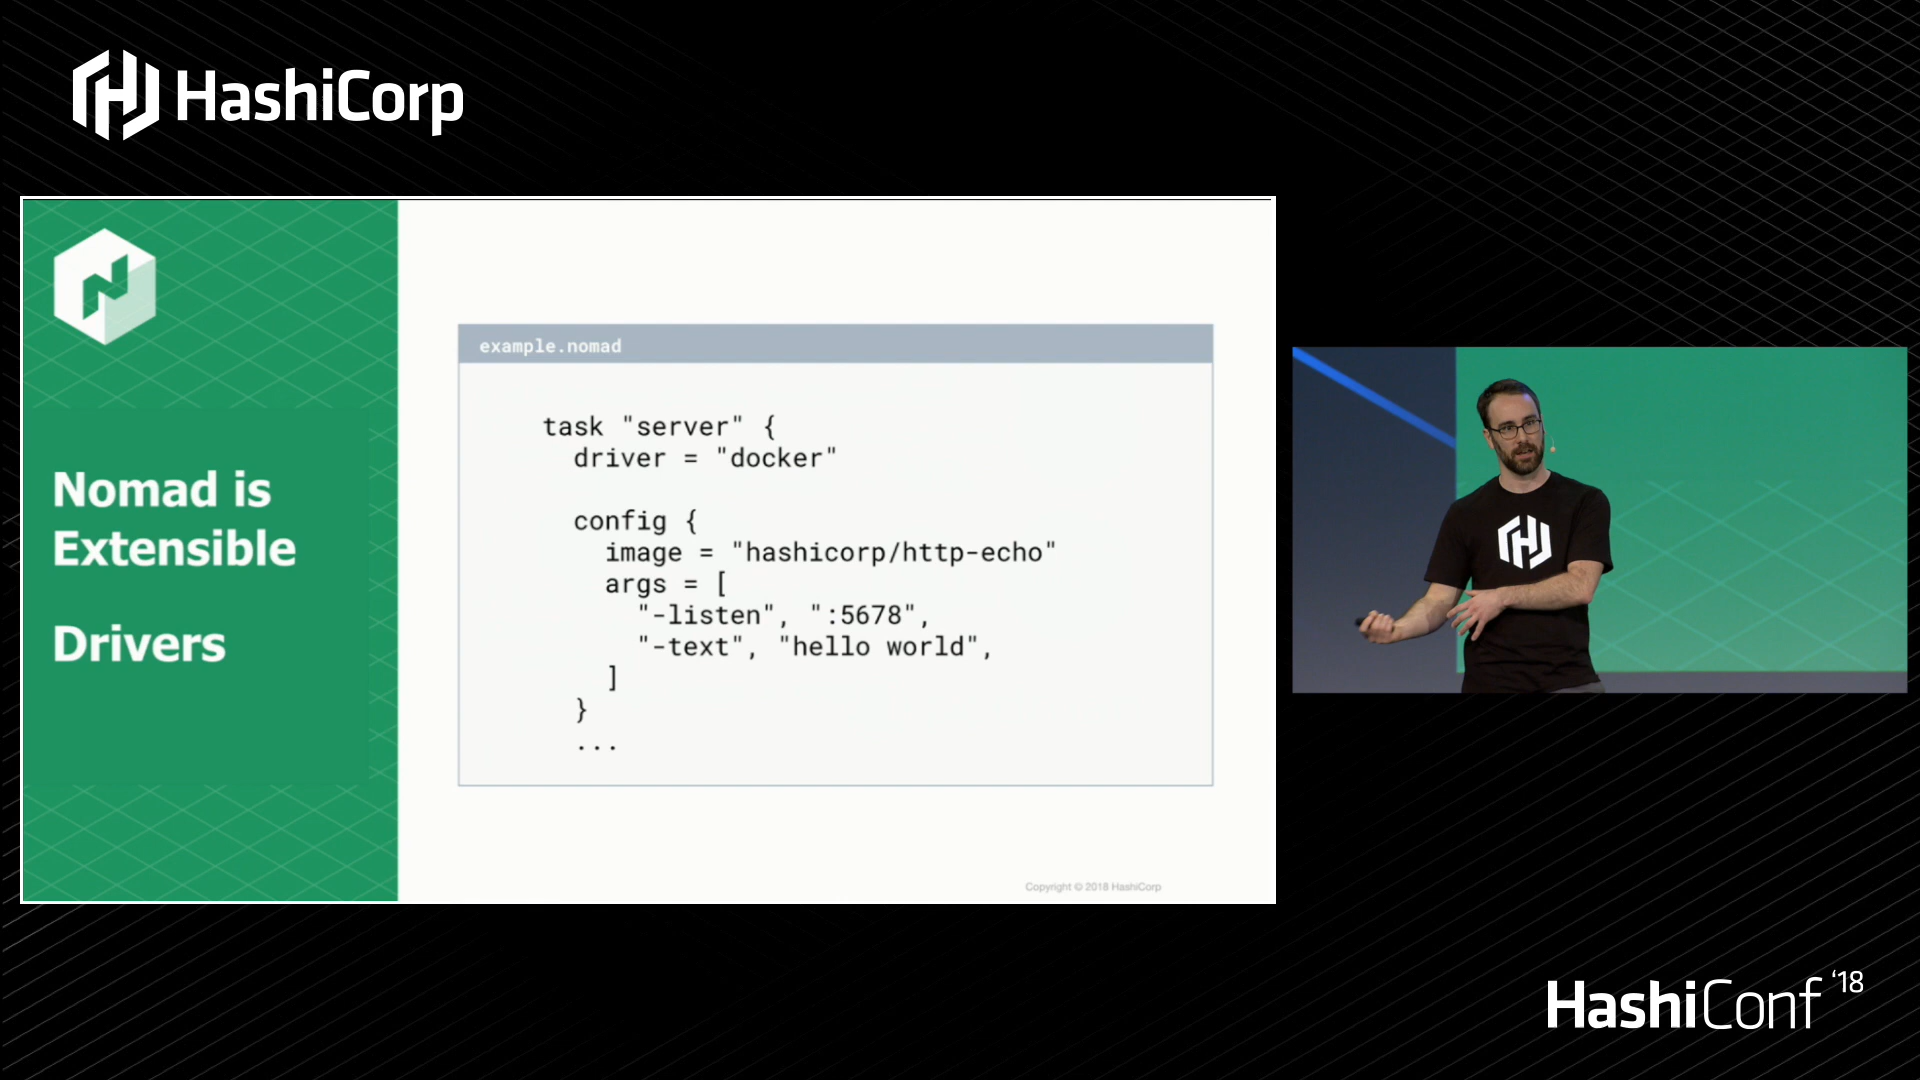 HashiCorp
Nomad is
Extensible
Drivers
example.nomad
task "server" {
driver = "docker"
config {
image = "hashicorp/http-echo"
args = [
"-listen", ":5678",
"-text", "hello world",
]
}
...
Copyright © 2018 HashiCorp
HashiConf '18